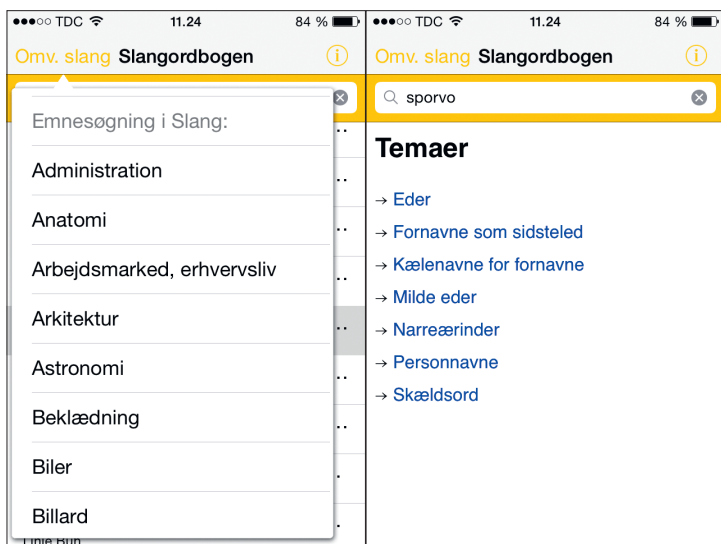 TDC 11.24 84 %
Omv. slang Slangordbogen
Emnesøgning i Slang:
Administration
Anatomi
Arbejdsmarked, erhvervsliv
Arkitektur
Astronomi
Beklædning
Biler
Billard
TDC 11.24 84 %
Omv. slang Slangordbogen
sporvo
Temaer
→ Eder
→ Fornavne som sidsteled
→ Kælenavne for fornavne
→ Milde eder
→ Narreærinder
→ Personnavne
→ Skældsord